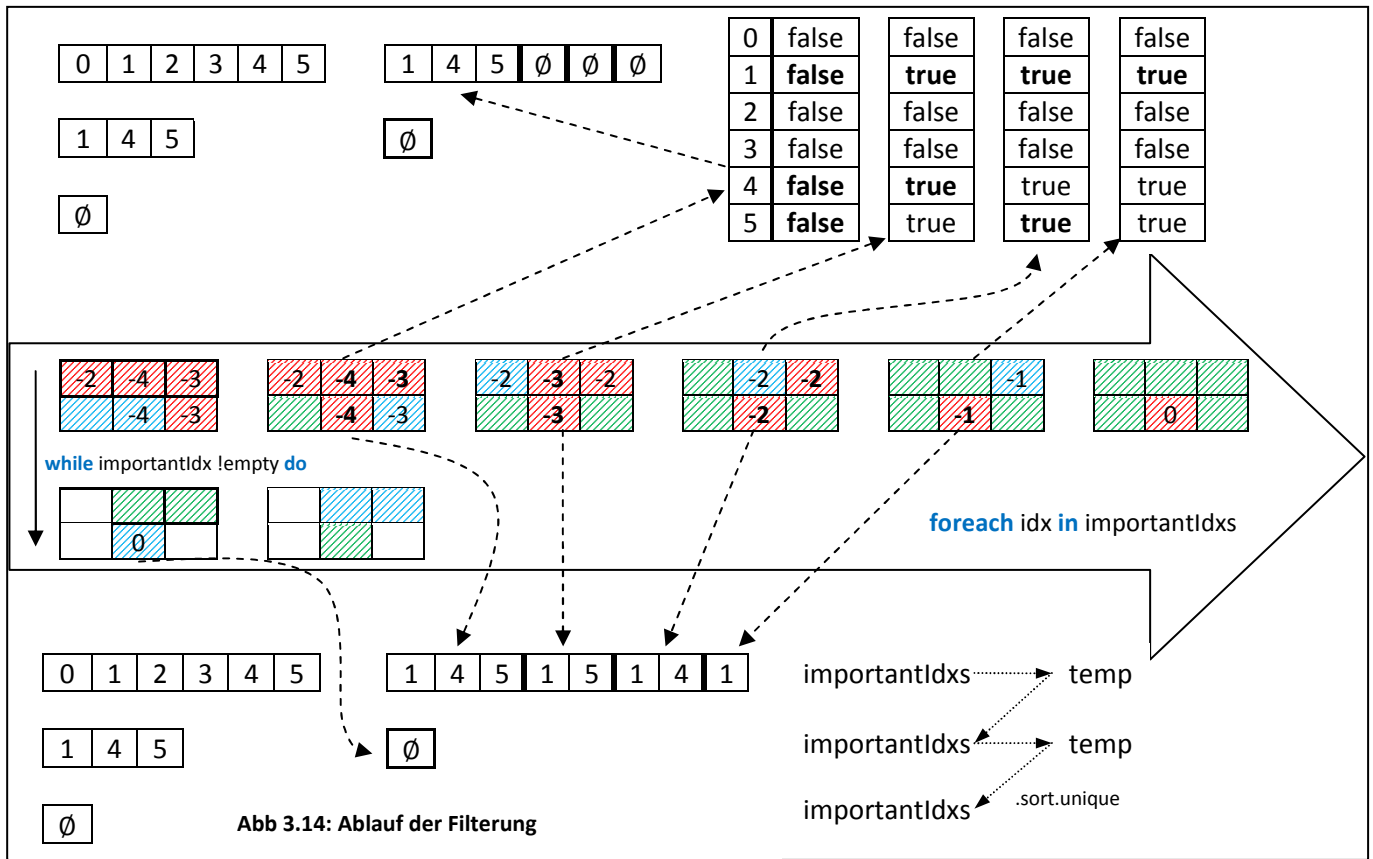 0 1 2 3 4 5
1 4 5 ∅ ∅ ∅
1 4 5
∅
∅
0 false false false false
1 false true true true
2 false false false false
3 false false false false
4 false true true true
5 false true true true
-2 -4 -3
-4 -3
-2 -4 -3
-4 -3
-2 -3 -2
-3
-2 -2
-2
-1
-1
0
while importantIdx !empty do
0
foreach idx in importantIdxs
0 1 2 3 4 5
1 4 5 1 5 1 4 1
importantIdxs temp
1 4 5
∅
importantIdxs temp
importantIdxs .sort.unique
∅
Abb 3.14: Ablauf der Filterung